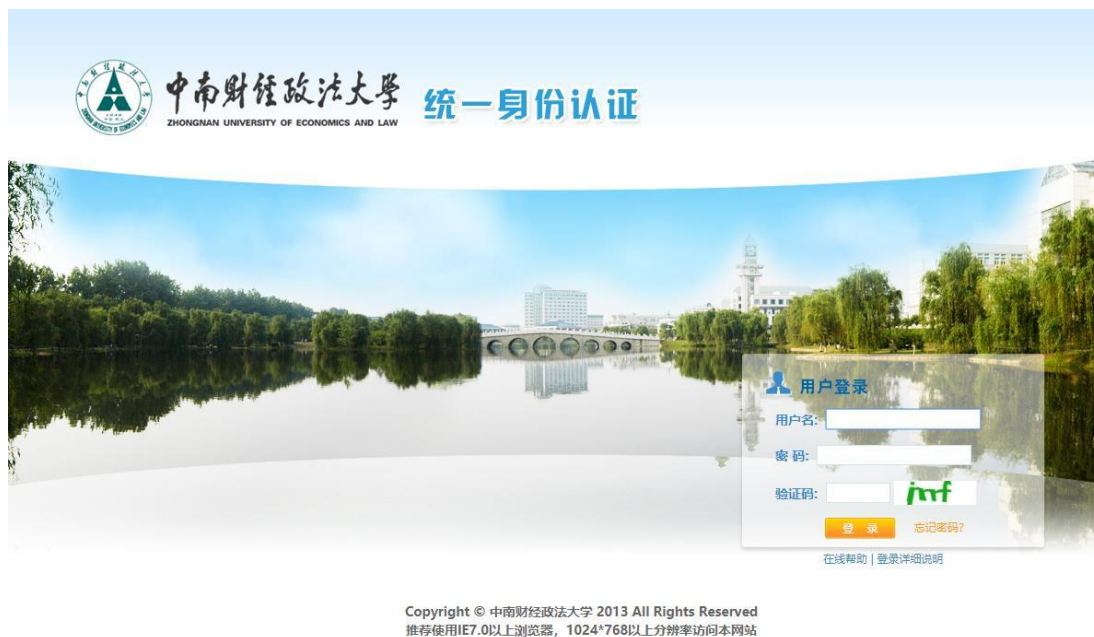 中南财经政法大学
ZHONGNAN UNIVERSITY OF ECONOMICS AND LAW
统一身份认证
用户登录
用户名:
密 码:
验证码:
登 录 忘记密码?
在线帮助 | 登录详细说明
Copyright © 中南财经政法大学 2013 All Rights Reserved
推荐使用IE7.0以上浏览器，1024*768以上分辨率访问本网站